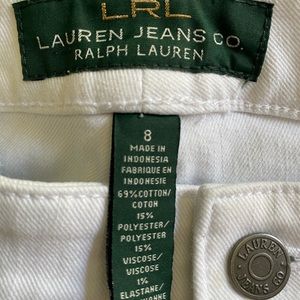 LRL
LAUREN JEANS CO.
RALPH LAUREN
8
MADE IN
INDONESIA
FABRIQUE EN
INDONESIE
69% COTTON/
COTON
15%
POLYESTER/
POLYESTER
15%
VISCOSE/
VISCOSE
1%
ELASTANE/
LAUREN
JEANS CO